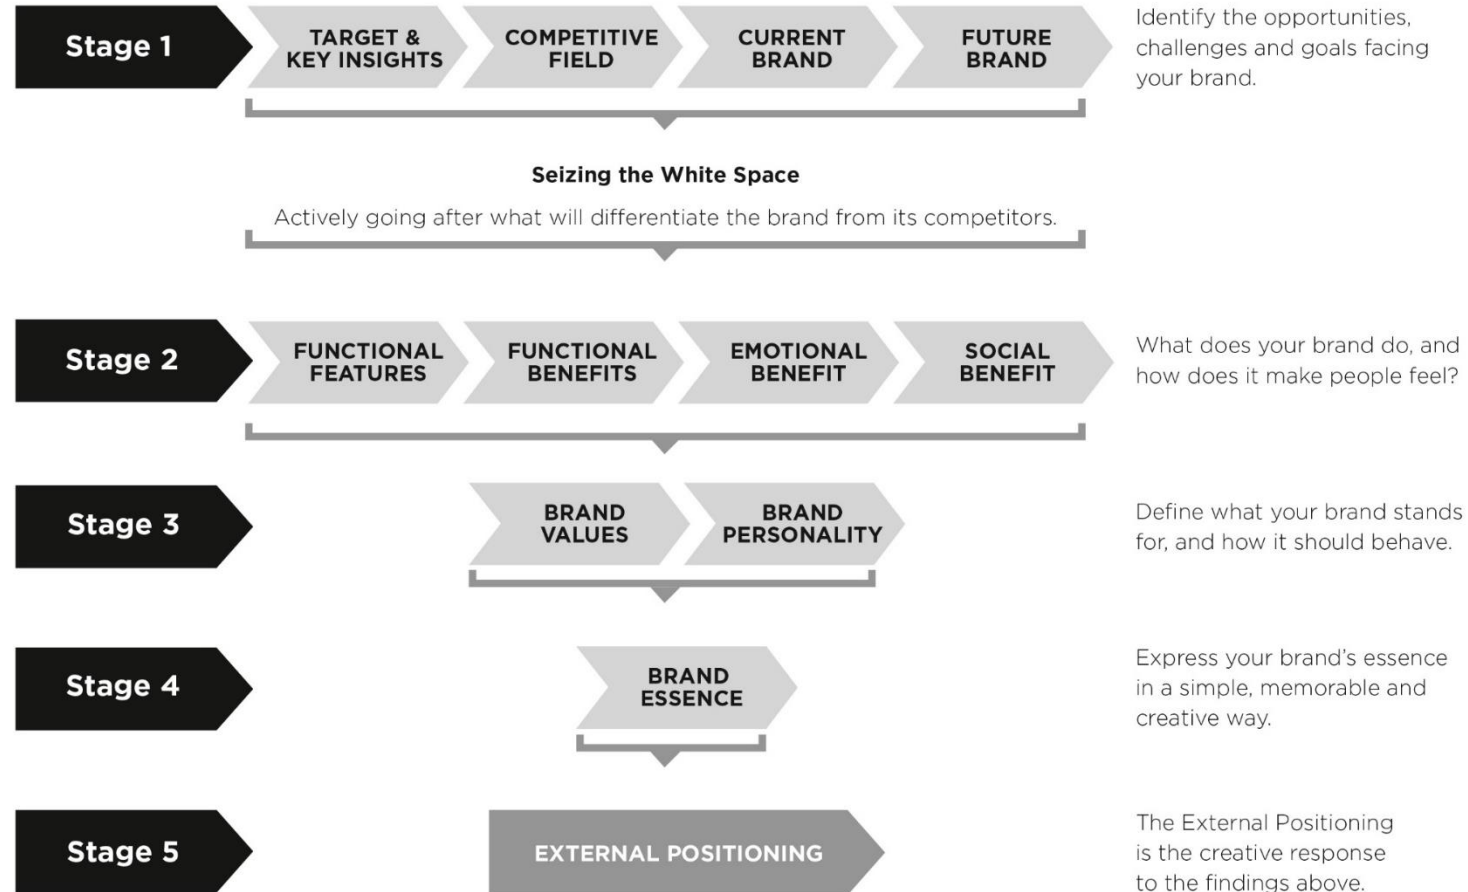 Stage 1
TARGET &
KEY INSIGHTS
COMPETITIVE
FIELD
CURRENT
BRAND
FUTURE
BRAND
Identify the opportunities,
challenges and goals facing
your brand.
Seizing the White Space
Actively going after what will differentiate the brand from its competitors.
Stage 2
FUNCTIONAL
FEATURES
FUNCTIONAL
BENEFITS
EMOTIONAL
BENEFIT
SOCIAL
BENEFIT
What does your brand do, and
how does it make people feel?
Stage 3
BRAND
VALUES
BRAND
PERSONALITY
Define what your brand stands
for, and how it should behave.
Stage 4
BRAND
ESSENCE
Express your brand’s essence
in a simple, memorable and
creative way.
Stage 5
EXTERNAL POSITIONING
The External Positioning
is the creative response
to the findings above.